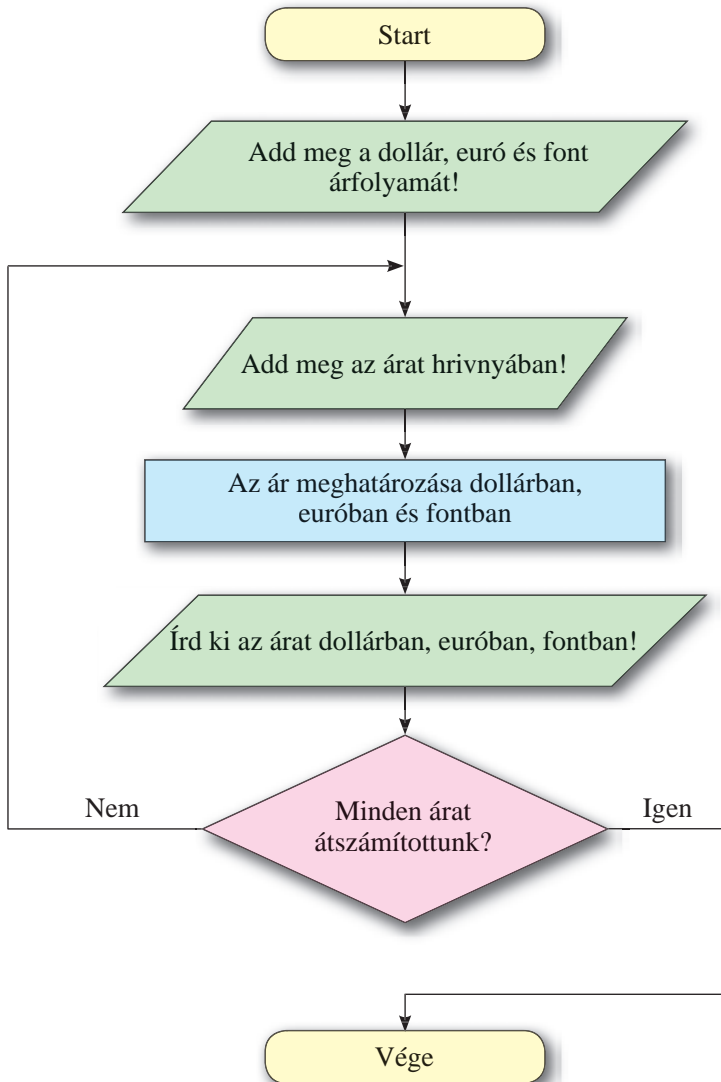 Start
Add meg a dollár, euró és font
árfolyamát!
Add meg az árat hrivnyában!
Az ár meghatározása dollárban,
euróban és fontban
Írd ki az árat dollárban, euróban, fontban!
Nem
Minden árat
átszámítottunk?
Igen
Vége